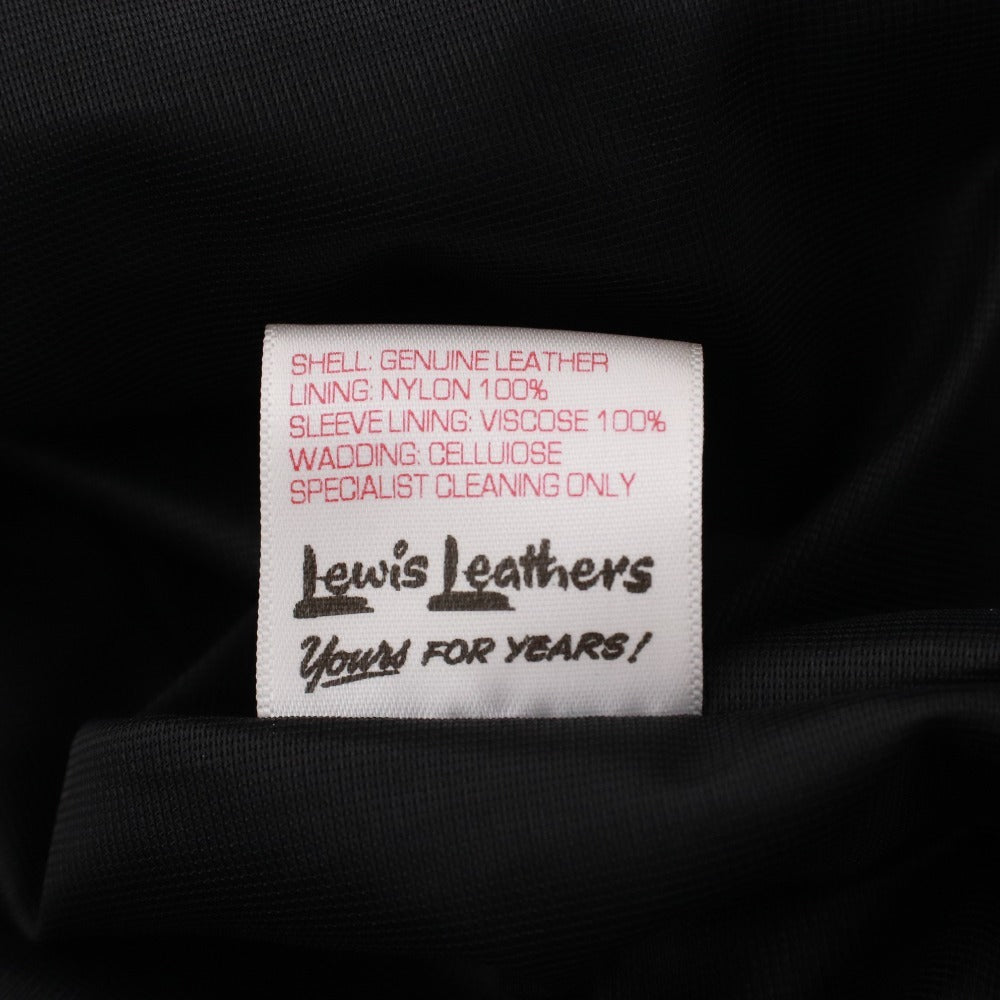 SHELL: GENUINE LEATHER
LINING: NYLON 100%
SLEEVE LINING: VISCOSE 100%
WADDING: CELLUIOSE
SPECIALIST CLEANING ONLY
Lewis Leathers
Yours FOR YEARS!